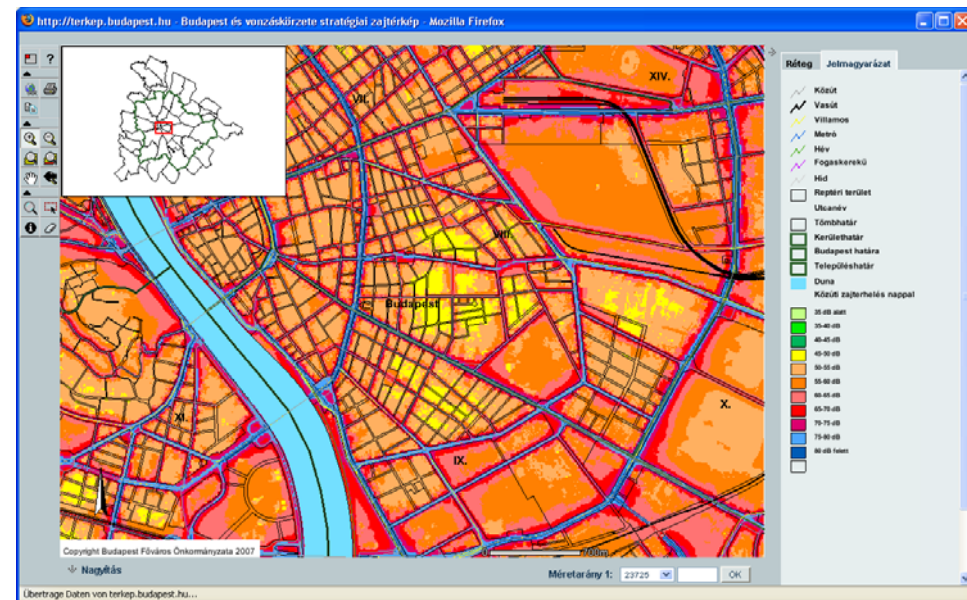 http://terkep.budapest.hu - Budapest és vonzáskörzete stratégiai zajtérkép - Mozilla Firefox
Réteg Jelmagyarázat
?
XIV.
VII.
VIII.
Budapest
XI.
X.
IX.
Közút
Vasút
Villamos
Metró
Hév
Fogaskerekű
Híd
Reptéri terület
Utcanév
Tömbhatár
Kerülethatár
Budapest határa
Településhatár
Duna
Közúti zajterhelés nappal
35 dB alatt
35-40 dB
40-45 dB
45-50 dB
50-55 dB
55-60 dB
60-65 dB
65-70 dB
70-75 dB
75-80 dB
80 dB felett
Copyright Budapest Főváros Önkormányzata 2007
0 700m
Nagyítás
Méretarány 1: 23725 OK
Übertrage Daten von terkep.budapest.hu...